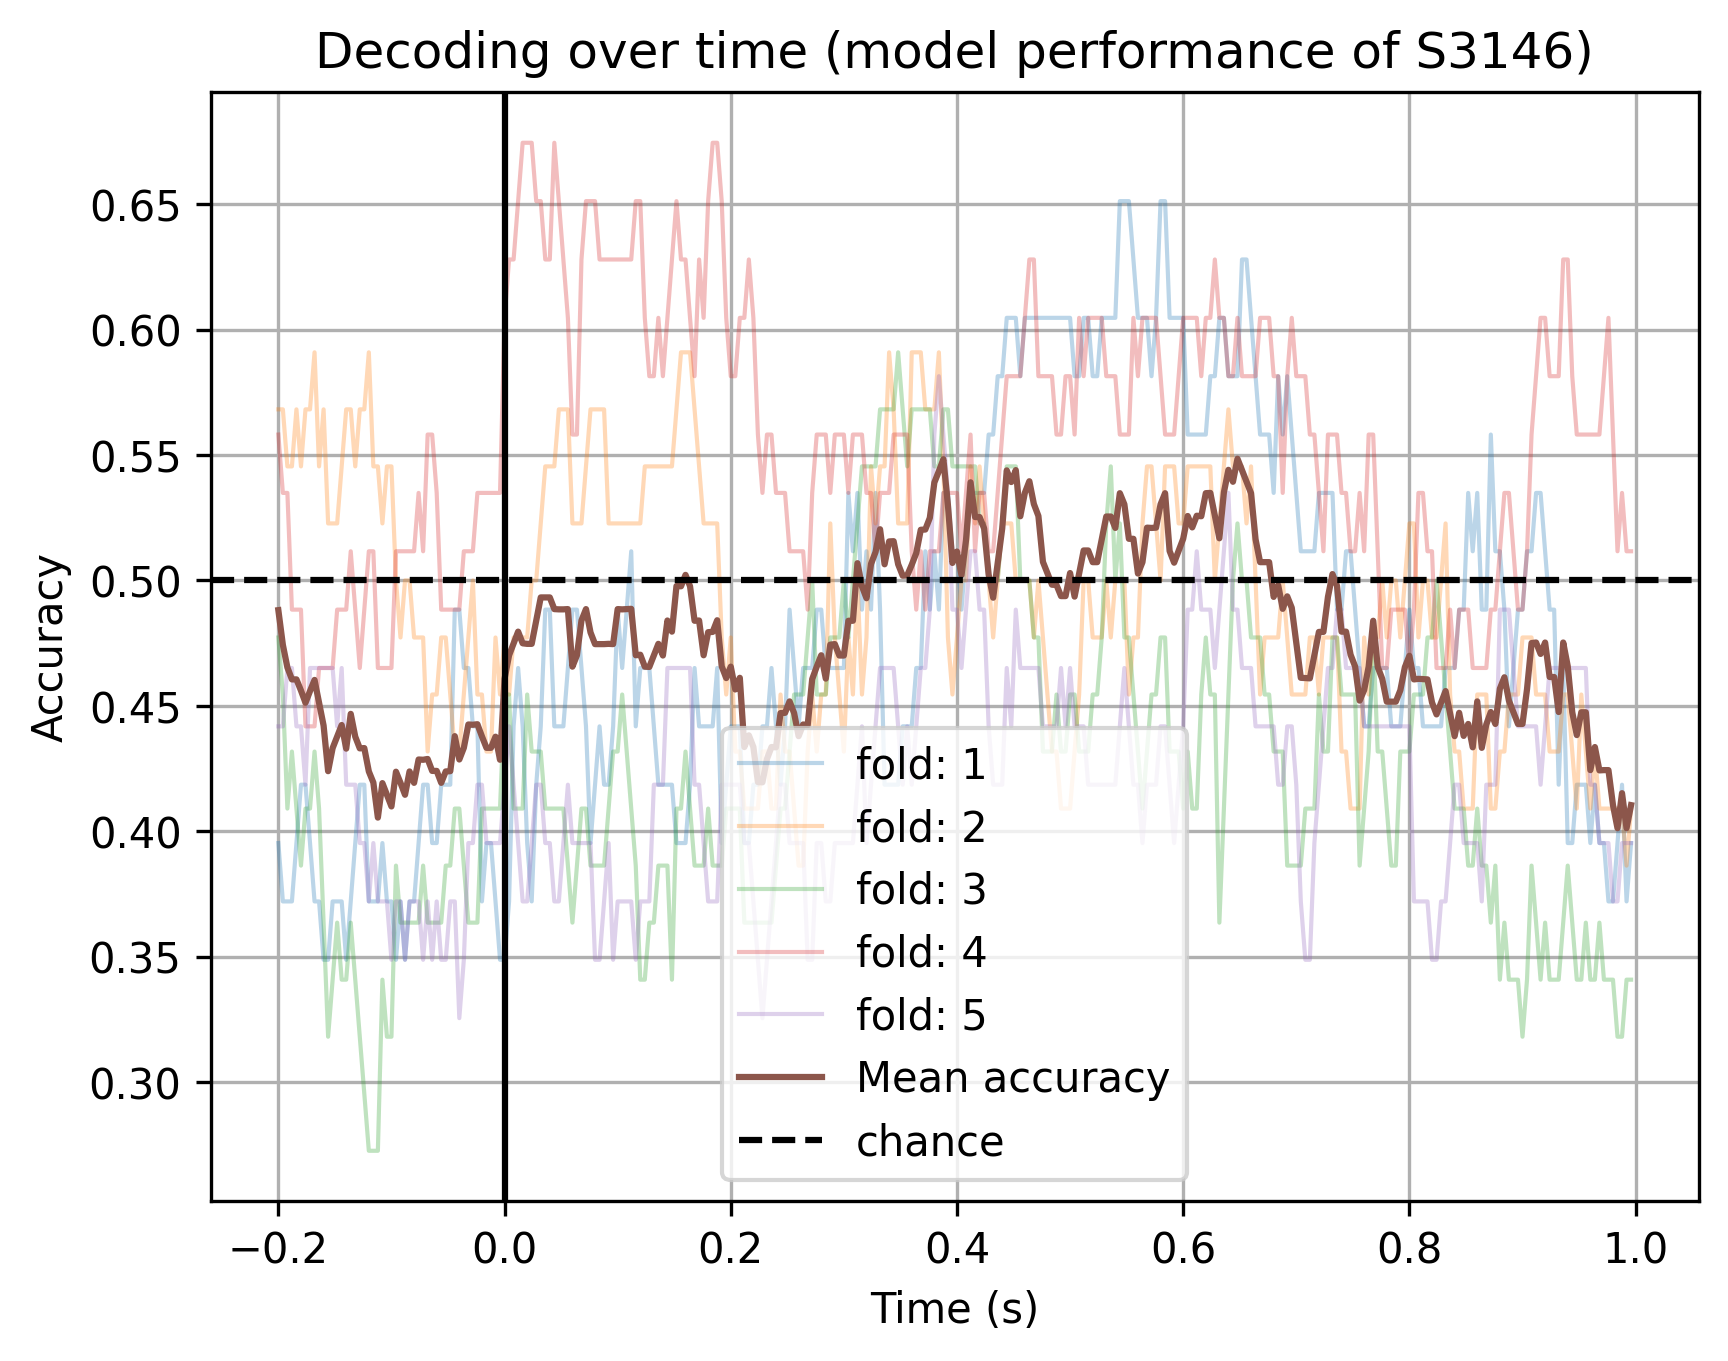 Decoding over time (model performance of S3146)
Accuracy
0.65
0.60
0.55
0.50
0.45
0.40
0.35
0.30
fold: 1
fold: 2
fold: 3
fold: 4
fold: 5
Mean accuracy
chance
−0.2 0.0 0.2 0.4 0.6 0.8 1.0
Time (s)